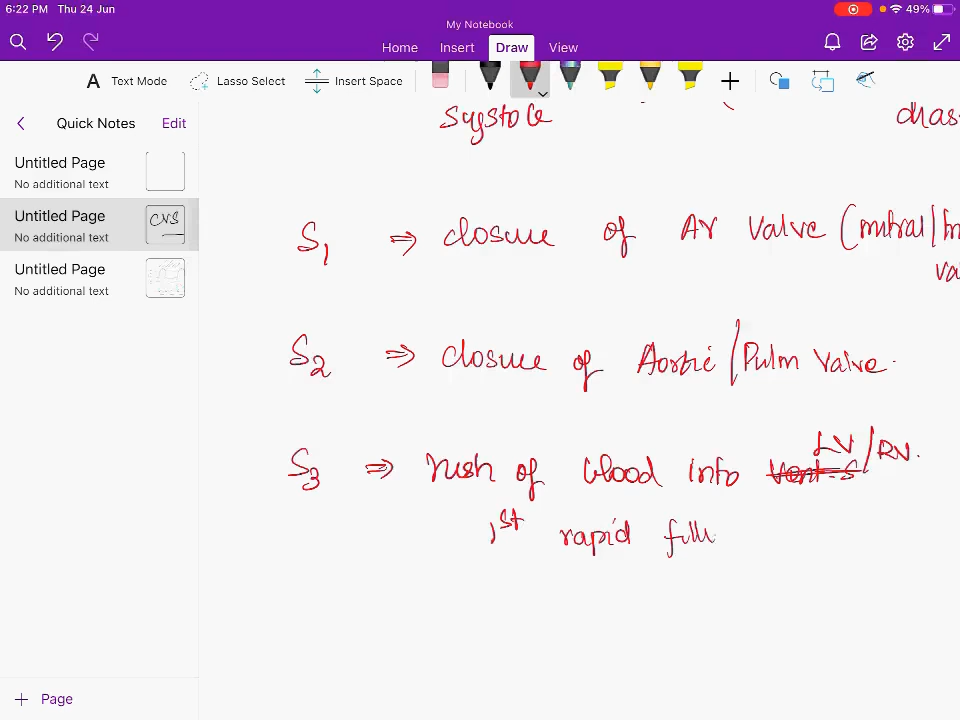 6:22 PM Thu 24 Jun
49%
My Notebook
Home Insert Draw View
Text Mode Lasso Select Insert Space
Quick Notes Edit
Untitled Page
No additional text
Untitled Page
No additional text
CNS
Untitled Page
No additional text
Page
systole
S1 ⇒ closure of AV Valve (mitral/
S2 ⇒ closure of Aortic/Pulm Valve.
S3 ⇒ rush of blood into LV/RV.
1st rapid fill